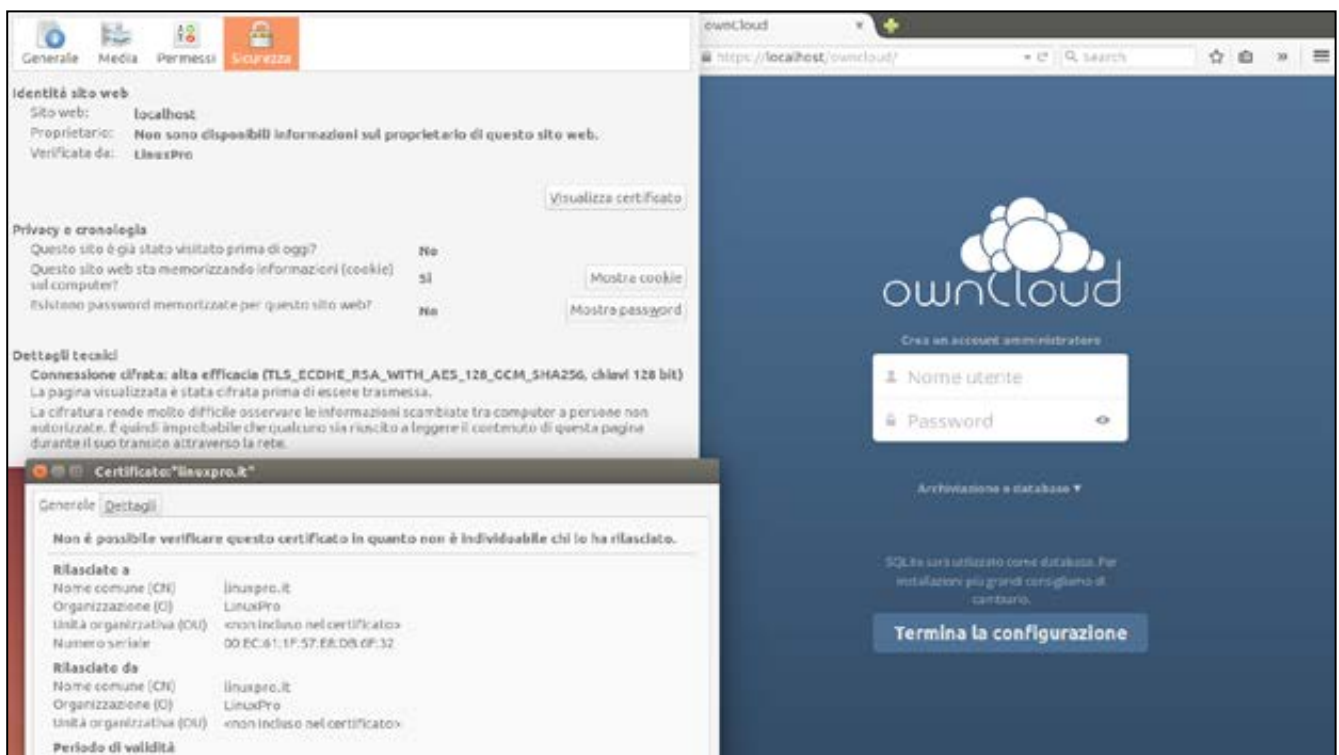 Generale Media Permessi Sicurezza
Identità sito web
Sito web: localhost
Proprietario: Non sono disponibili informazioni sul proprietario di questo sito web.
Verificata da: LinuxPro
Visualizza certificato
Privacy e cronologia
Questo sito è già stato visitato prima di oggi? No
Questo sito web sta memorizzando informazioni (cookie) sul computer? Sì Mostra cookie
Esistono password memorizzate per questo sito web? No Mostra password
Dettagli tecnici
Connessione cifrata: alta efficacia (TLS_ECDHE_RSA_WITH_AES_128_GCM_SHA256, chiavi 128 bit)
La pagina visualizzata è stata cifrata prima di essere trasmessa.
La cifratura rende molto difficile osservare le informazioni scambiate tra computer a persone non
autorizzate. È quindi improbabile che qualcuno sia riuscito a leggere il contenuto di questa pagina
durante il suo transito attraverso la rete.
Certificato:"linuxpro.it"
Generale Dettagli
Non è possibile verificare questo certificato in quanto non è individuabile chi lo ha rilasciato.
Rilasciato a
Nome comune (CN) linuxpro.it
Organizzazione (O) LinuxPro
Unità organizzativa (OU) <non incluso nel certificato>
Numero seriale 00:EC:61:1F:57:E8:DB:6F:32
Rilasciato da
Nome comune (CN) linuxpro.it
Organizzazione (O) LinuxPro
Unità organizzativa (OU) <non incluso nel certificato>
Periodo di validità
ownCloud
https://localhost/owncloud/
Search
ownCloud
Crea un account amministratore
Nome utente
Password
Archiviazione e database
SQLite sarà utilizzato come database. Per
installazioni più grandi consigliamo di
cambiarlo.
Termina la configurazione